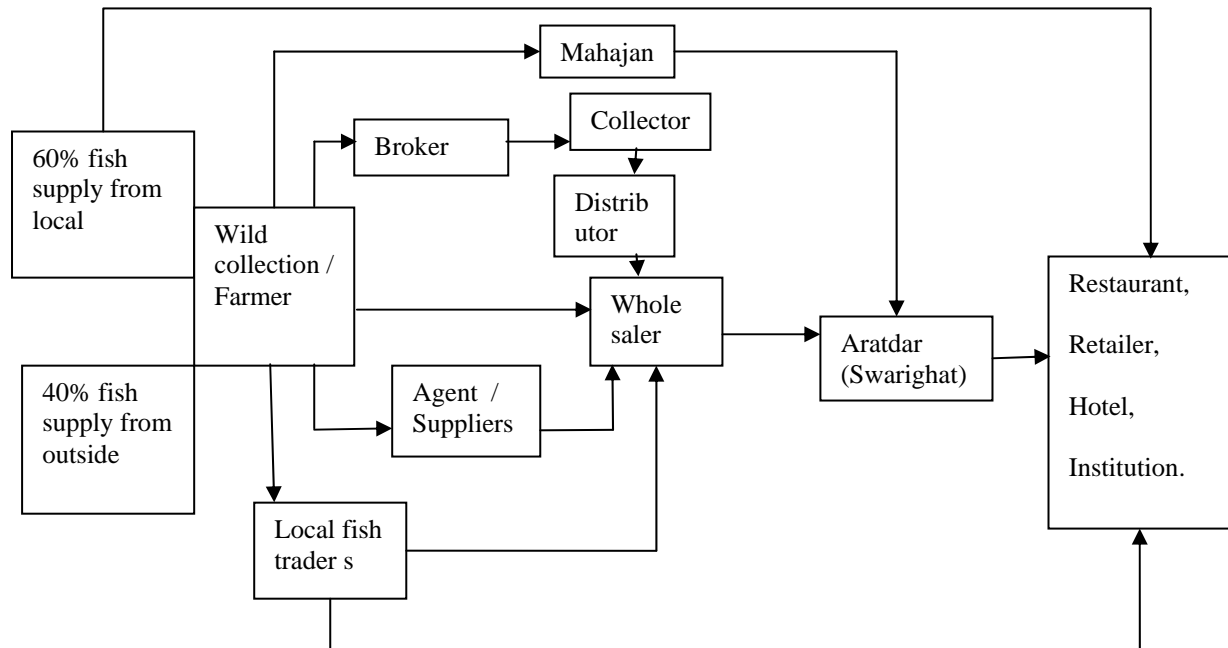 Mahajan
Collector
Broker
60% fish
supply from
local
Distrib
utor
Wild
collection /
Farmer
Whole
saler
Restaurant,
Retailer,
Hotel,
Institution.
Aratdar
(Swarighat)
40% fish
supply from
outside
Agent /
Suppliers
Local fish
trader s